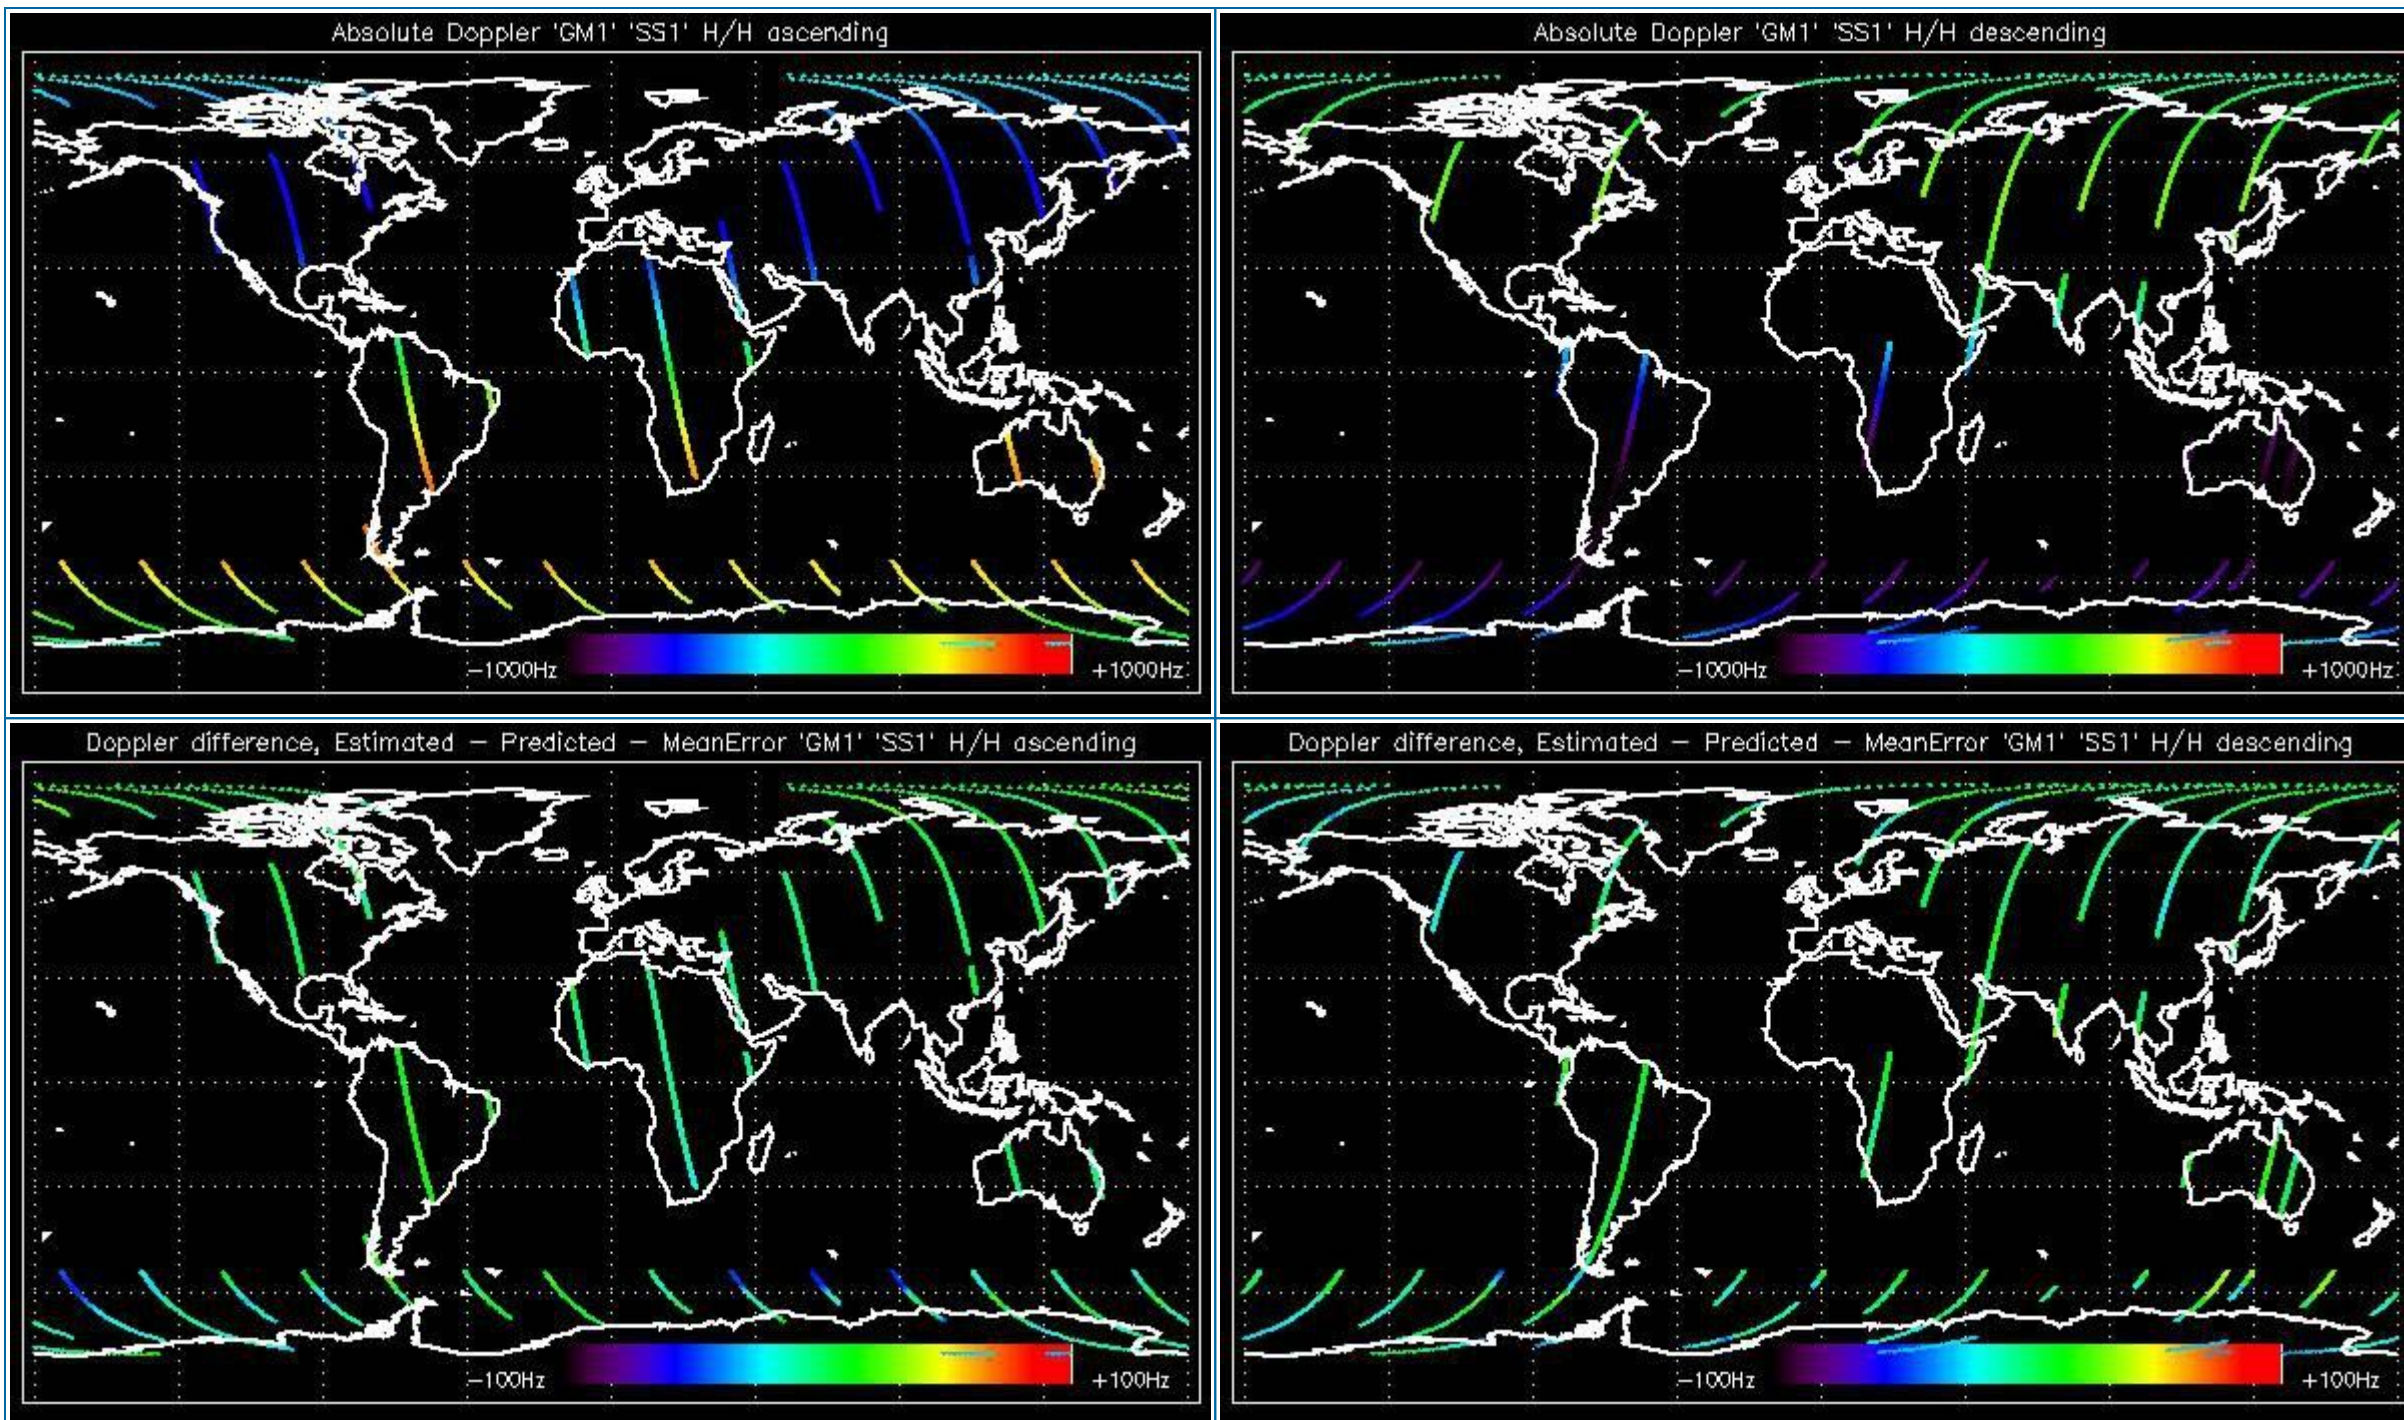 Absolute Doppler 'GM1' 'SS1' H/H ascending
−1000Hz
+1000Hz
Absolute Doppler 'GM1' 'SS1' H/H descending
−1000Hz
+1000Hz
Doppler difference, Estimated − Predicted − MeanError 'GM1' 'SS1' H/H ascending
−100Hz
+100Hz
Doppler difference, Estimated − Predicted − MeanError 'GM1' 'SS1' H/H descending
−100Hz
+100Hz